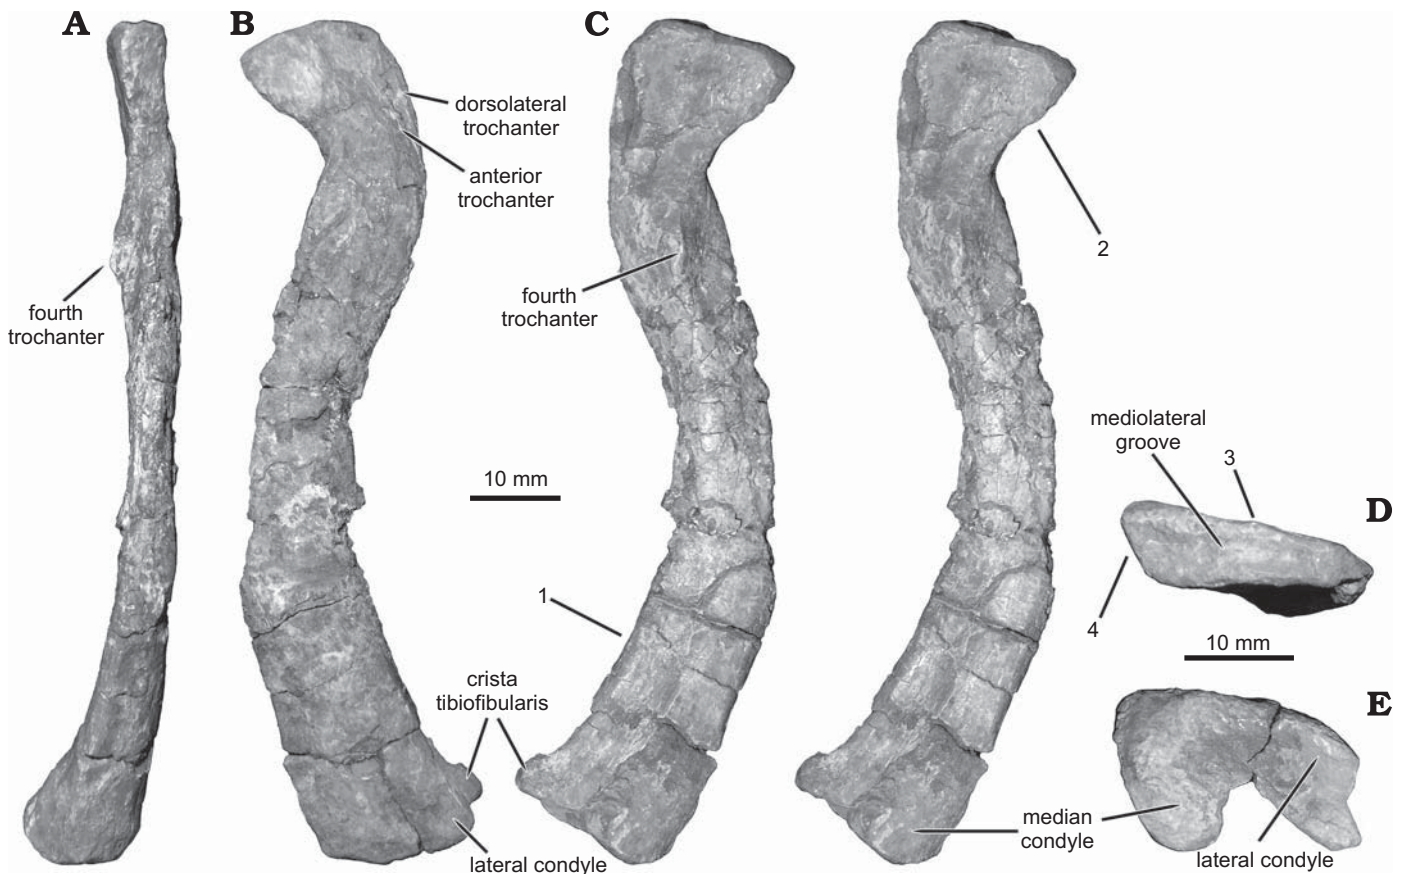 A
B
C
dorsolateral
trochanter
anterior
trochanter
2
fourth
trochanter
fourth
trochanter
10 mm
mediolateral
groove
3
D
4
10 mm
1
crista
tibiofibularis
E
median
condyle
lateral condyle
lateral condyle